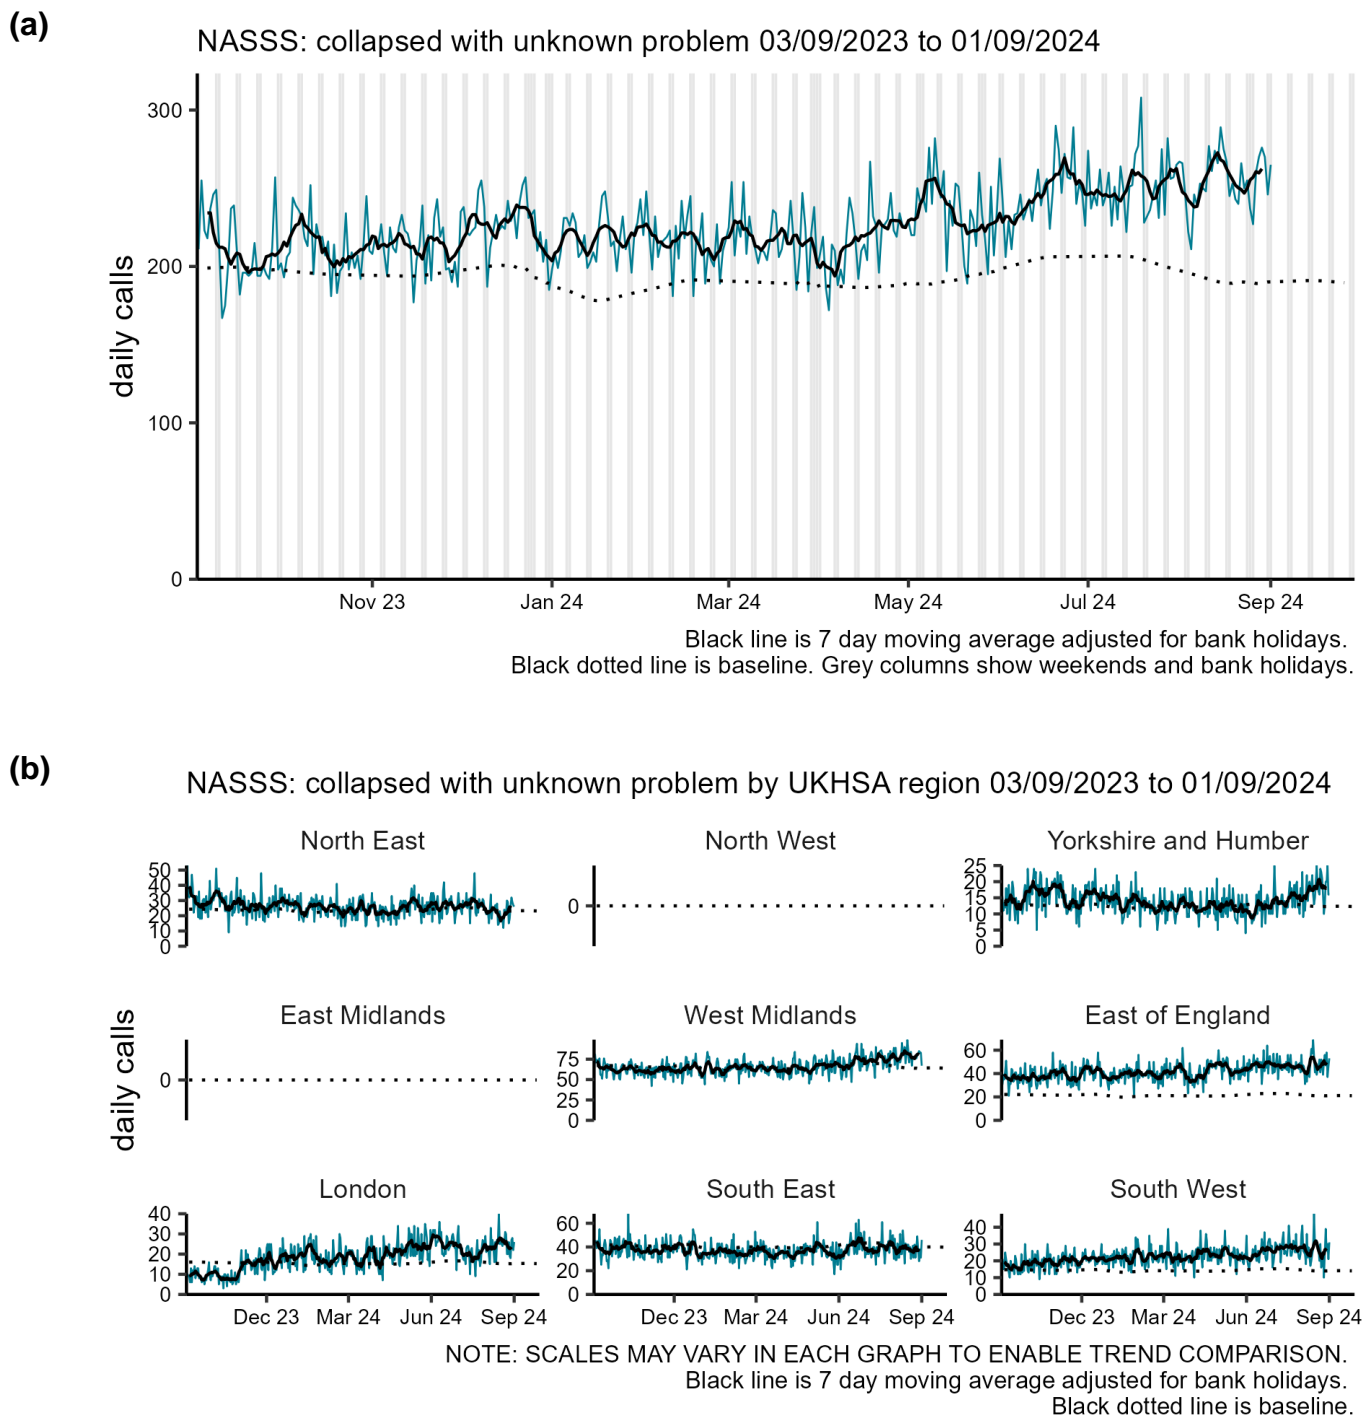 (a)
NASSS: collapsed with unknown problem 03/09/2023 to 01/09/2024
daily calls
300
200
100
0
Nov 23 Jan 24 Mar 24 May 24 Jul 24 Sep 24
Black line is 7 day moving average adjusted for bank holidays.
Black dotted line is baseline. Grey columns show weekends and bank holidays.
(b)
NASSS: collapsed with unknown problem by UKHSA region 03/09/2023 to 01/09/2024
daily calls
North East
50
40
30
20
10
0
North West
0
Yorkshire and Humber
25
20
15
10
5
0
East Midlands
0
West Midlands
75
50
25
0
East of England
60
40
20
0
London
40
30
20
10
0
Dec 23 Mar 24 Jun 24 Sep 24
South East
60
40
20
0
Dec 23 Mar 24 Jun 24 Sep 24
South West
40
30
20
10
0
Dec 23 Mar 24 Jun 24 Sep 24
NOTE: SCALES MAY VARY IN EACH GRAPH TO ENABLE TREND COMPARISON.
Black line is 7 day moving average adjusted for bank holidays.
Black dotted line is baseline.